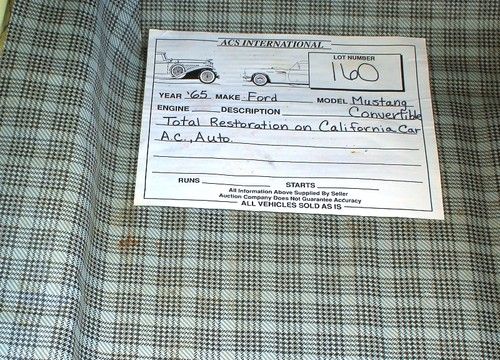 ACS INTERNATIONAL
LOT NUMBER
160
YEAR '65 MAKE Ford MODEL Mustang
ENGINE DESCRIPTION Convertible
Total Restoration on California Car
A.C., Auto.
RUNS STARTS
All Information Above Supplied By Seller
Auction Company Does Not Guarantee Accuracy
ALL VEHICLES SOLD AS IS